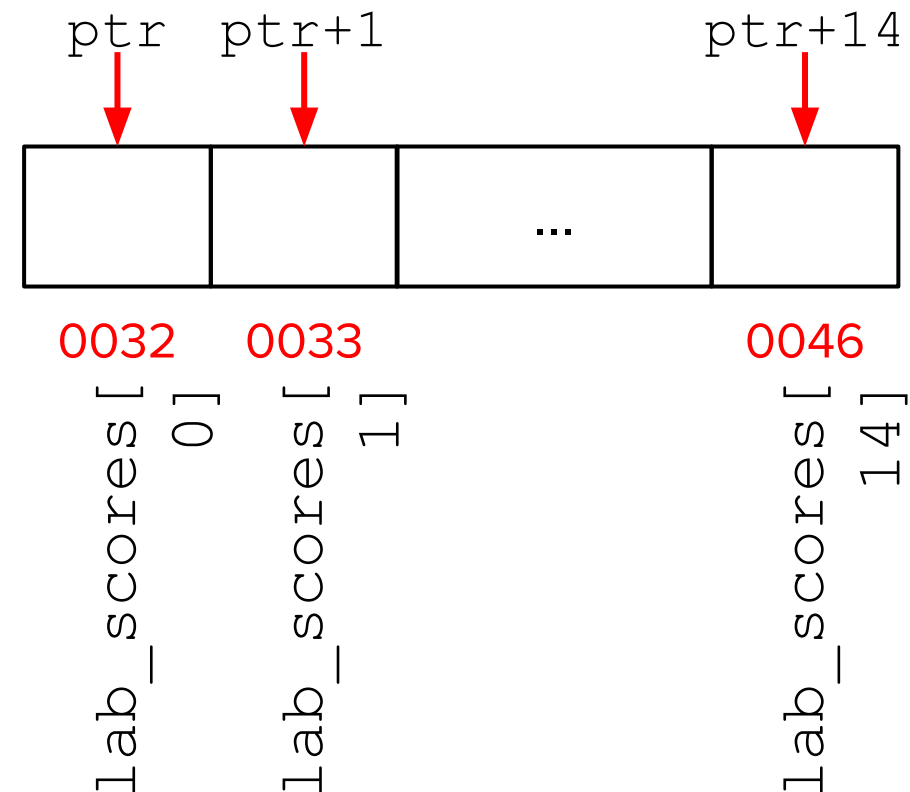 ptr ptr+1 ptr+14
...
0032 0033 0046
lab_scores[
0]
lab_scores[
1]
lab_scores[
14]